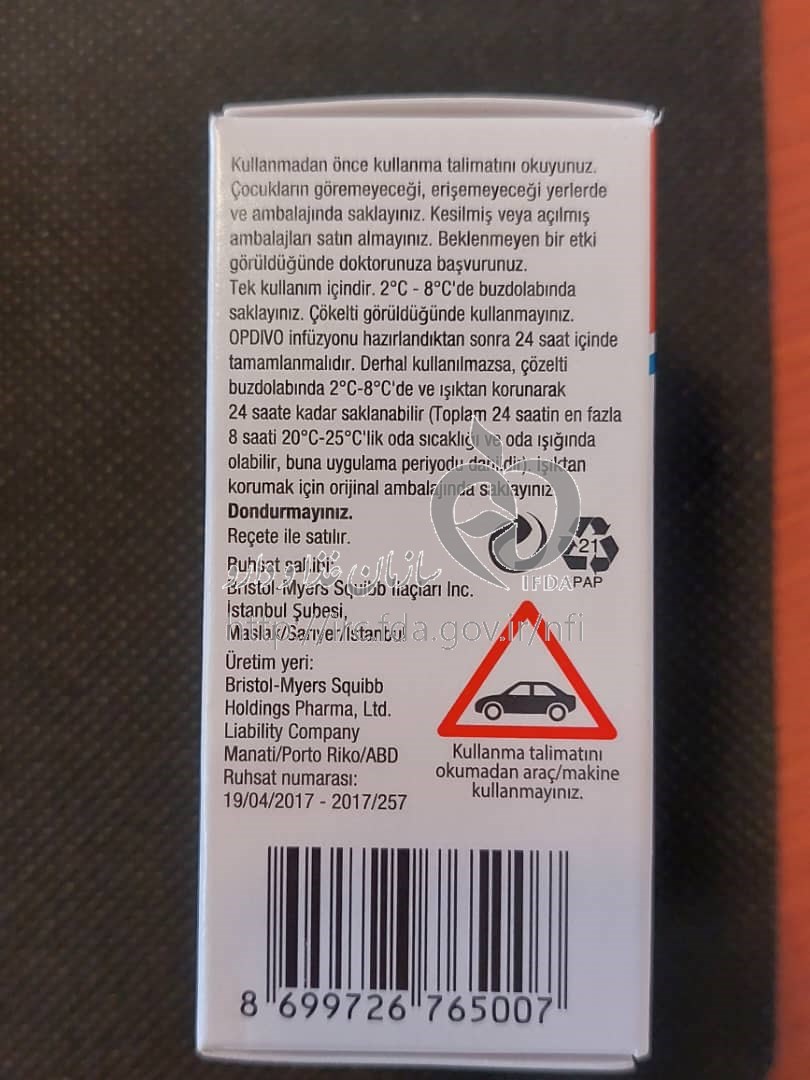 Kullanmadan önce kullanma talimatını okuyunuz.
Çocukların göremeyeceği, erişemeyeceği yerlerde
ve ambalajında saklayınız. Kesilmiş veya açılmış
ambalajları satın almayınız. Beklenmeyen bir etki
görüldüğünde doktorunuza başvurunuz.
Tek kullanım içindir. 2°C - 8°C'de buzdolabında
saklayınız. Çökelti görüldüğünde kullanmayınız.
OPDIVO infüzyonu hazırlandıktan sonra 24 saat içinde
tamamlanmalıdır. Derhal kullanılmazsa, çözelti
buzdolabında 2°C-8°C'de ve ışıktan korunarak
24 saate kadar saklanabilir (Toplam 24 saatin en fazla
8 saati 20°C-25°C'lik oda sıcaklığı ve oda ışığında
olabilir, buna uygulama periyodu dahildir). Işıktan
korumak için orijinal ambalajında saklayınız
Dondurmayınız.
Reçete ile satılır.
21
PAP
IFDA
سازمان غذا و دارو
Ruhsat sahibi:
Bristol-Myers Squibb İlaçları Inc.
İstanbul Şubesi,
Maslak/Sarıyer/İstanbul
http://irc.fda.gov.ir/nfi
Üretim yeri:
Bristol-Myers Squibb
Holdings Pharma, Ltd.
Liability Company
Manati/Porto Riko/ABD
Ruhsat numarası:
19/04/2017 - 2017/257
Kullanma talimatını
okumadan araç/makine
kullanmayınız.
8 699726 765007